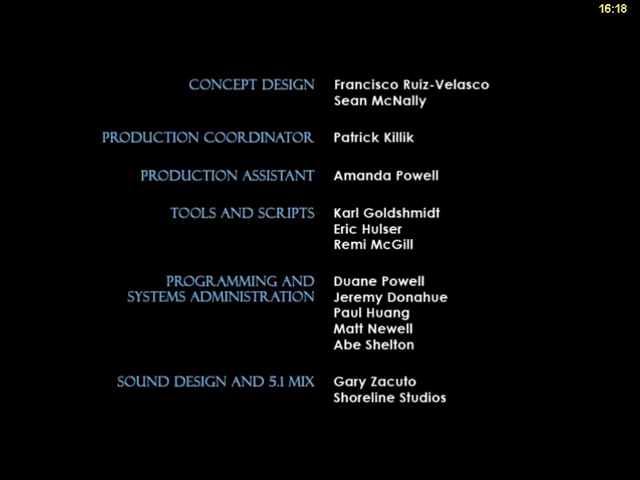 16:18
CONCEPT DESIGN Francisco Ruiz-Velasco
Sean McNally
PRODUCTION COORDINATOR Patrick Killik
PRODUCTION ASSISTANT Amanda Powell
TOOLS AND SCRIPTS Karl Goldshmidt
Eric Hulser
Remi McGill
PROGRAMMING AND Duane Powell
SYSTEMS ADMINISTRATION Jeremy Donahue
Paul Huang
Matt Newell
Abe Shelton
SOUND DESIGN AND 5.1 MIX Gary Zacuto
Shoreline Studios